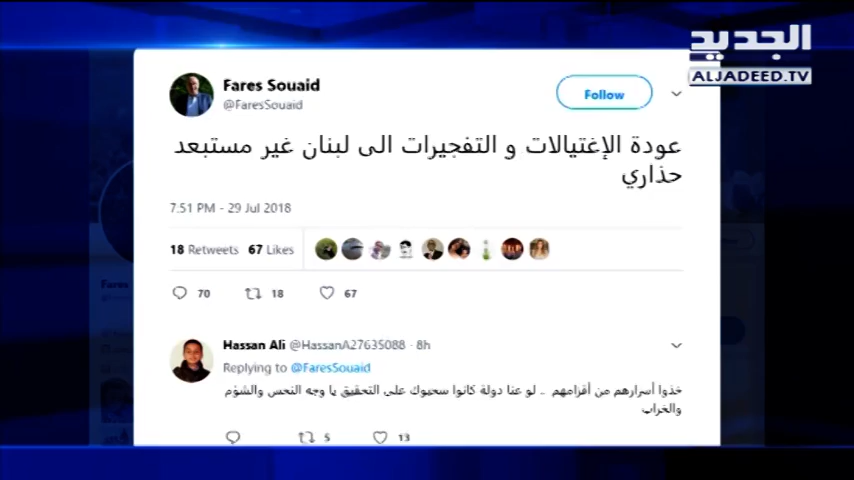 الجديد
ALJADEED.TV
Fares Souaid
@FaresSouaid
Follow
عودة الإغتيالات و التفجيرات الى لبنان غير مستبعد
حذاري
7:51 PM - 29 Jul 2018
18 Retweets 67 Likes
70 18 67
Hassan Ali @HassanA27635088 · 8h
Replying to @FaresSouaid
خذوا أسرارهم من أقزامهم .. لو عنا دولة كانوا سحبوك على التحقيق يا وجه النحس والشؤم
والخراب
5 13
Fares